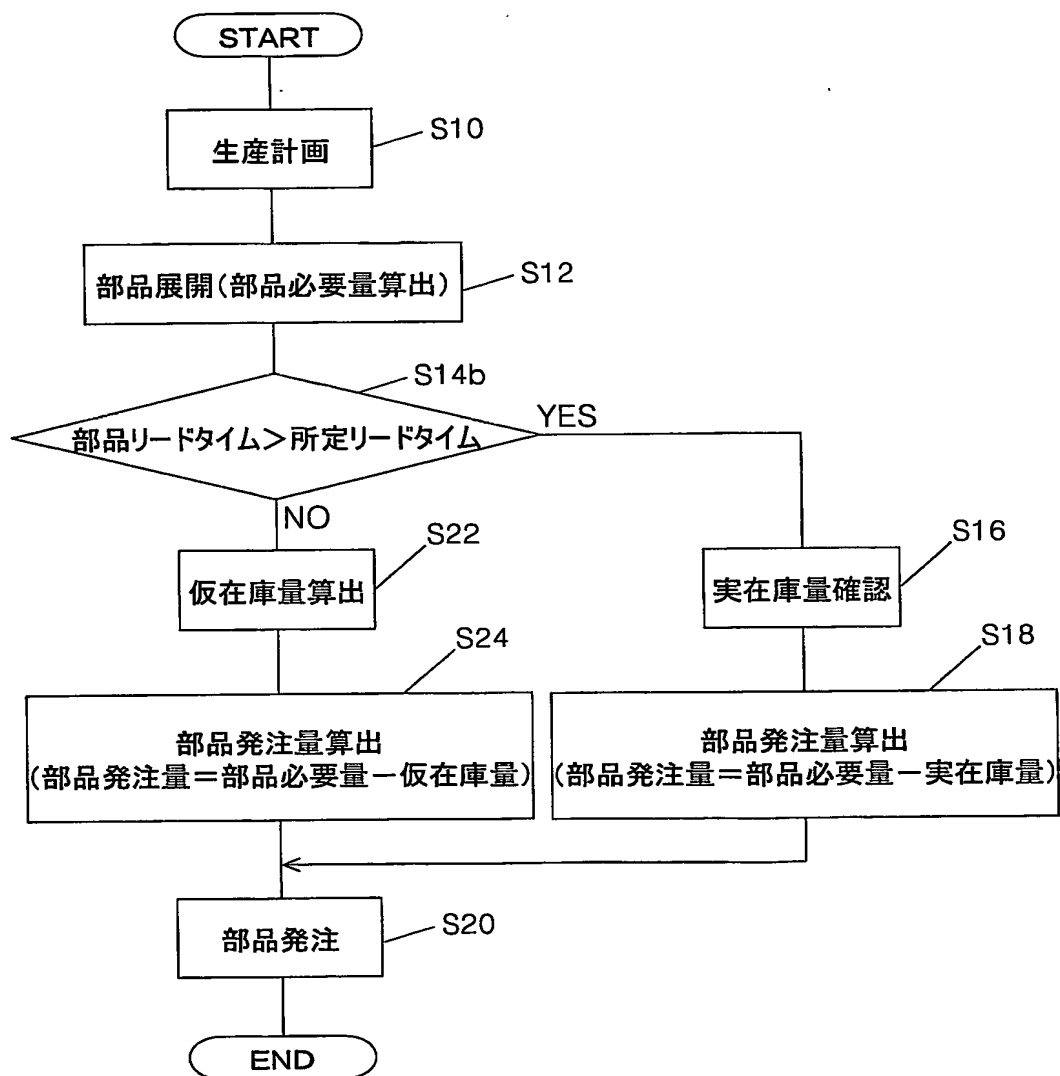 START
生産計画
S10
部品展開(部品必要量算出)
S12
S14b
部品リードタイム>所定リードタイム
YES
NO
S22
仮在庫量算出
S16
実在庫量確認
S24
部品発注量算出
(部品発注量=部品必要量-仮在庫量)
S18
部品発注量算出
(部品発注量=部品必要量-実在庫量)
部品発注
S20
END